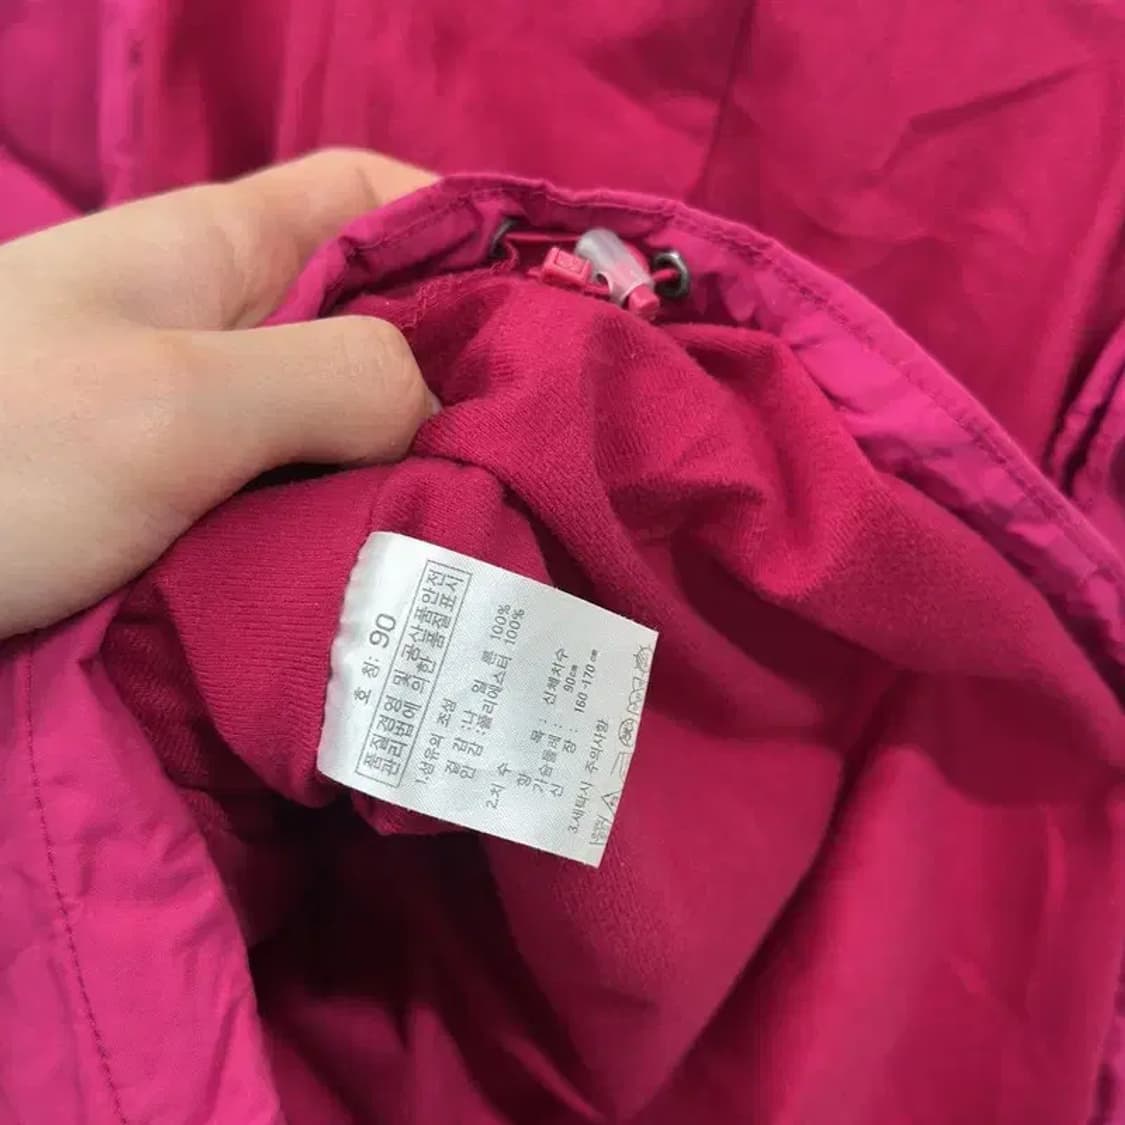 호 칭: 90
품질경영 및 공산품안전
관리법에 의한 품질표시
1.섬유의 조성
겉 감 :나 일 론 100%
안 감 :폴리에스터 100%
2.치 수
항 목 : 신체치수
가슴둘레 : 90cm
신 장 : 160-170cm
3.세탁시 주의사항